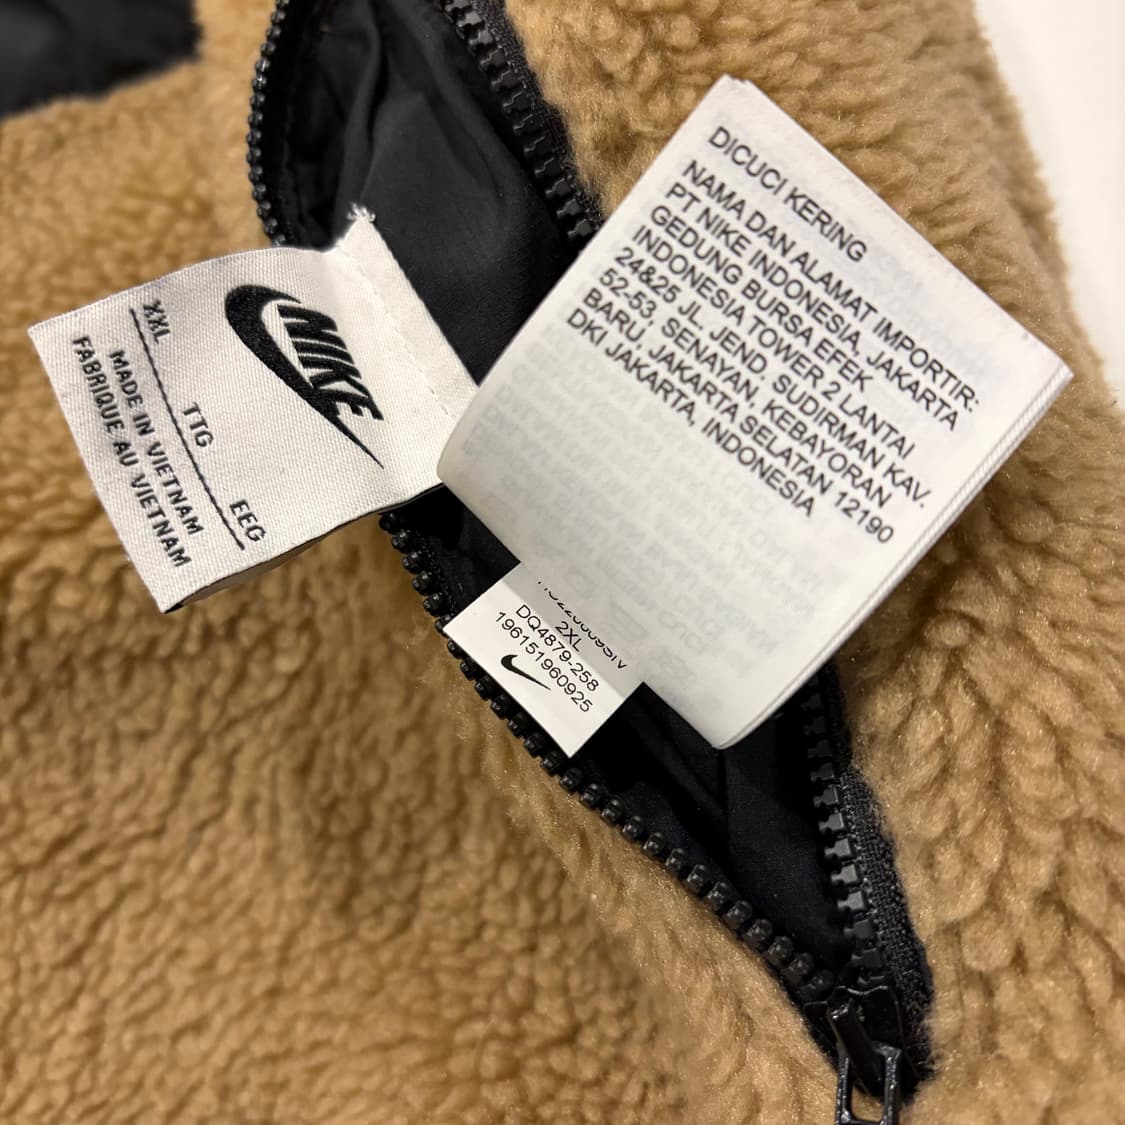 NIKE
XXL
TTG
EEG
MADE IN VIETNAM
FABRIQUE AU VIETNAM
DICUCI KERING
NAMA DAN ALAMAT IMPORTIR:
PT NIKE INDONESIA, JAKARTA
GEDUNG BURSA EFEK
INDONESIA TOWER 2 LANTAI
24&25, JL. JEND. SUDIRMAN KAV.
52-53, SENAYAN, KEBAYORAN
BARU, JAKARTA SELATAN 12190
DKI JAKARTA, INDONESIA
2XL
DQ4879-258
196151960925